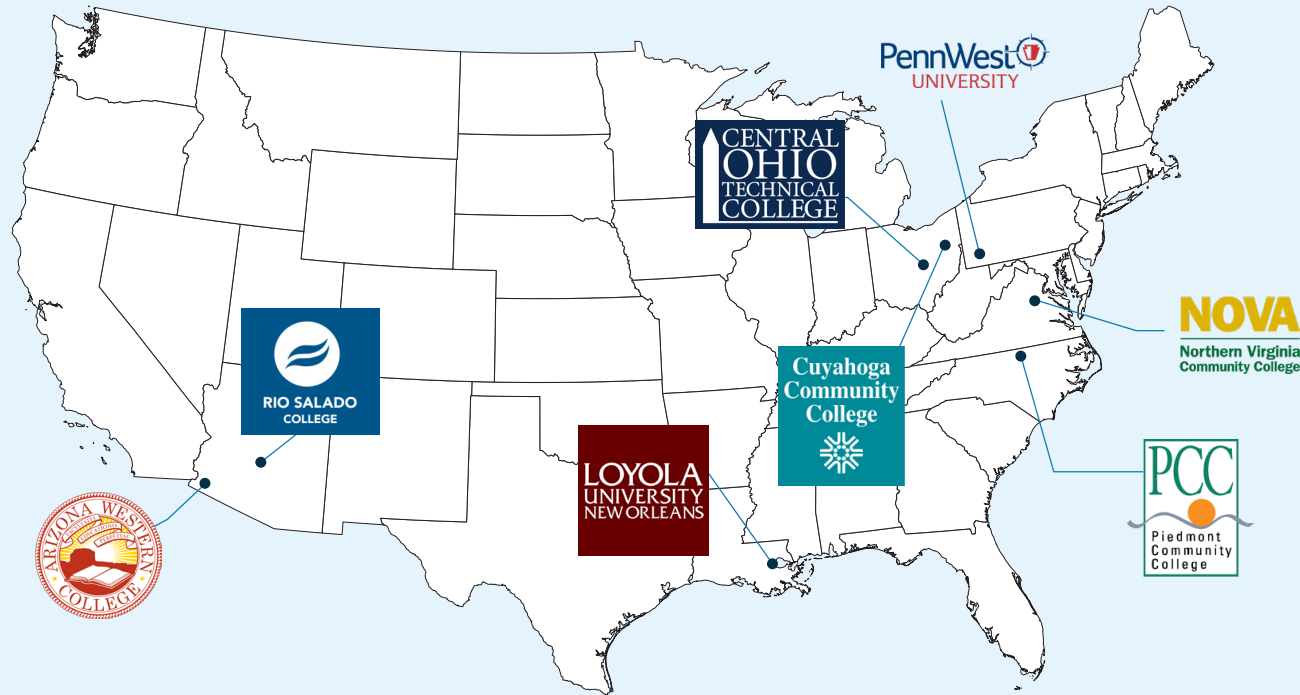 PennWest
UNIVERSITY
CENTRAL
OHIO
TECHNICAL
COLLEGE
NOVA
Northern Virginia
Community College
RIO SALADO
COLLEGE
Cuyahoga
Community
College
LOYOLA
UNIVERSITY
NEW ORLEANS
PCC
Piedmont
Community
College
ARIZONA WESTERN
COLLEGE